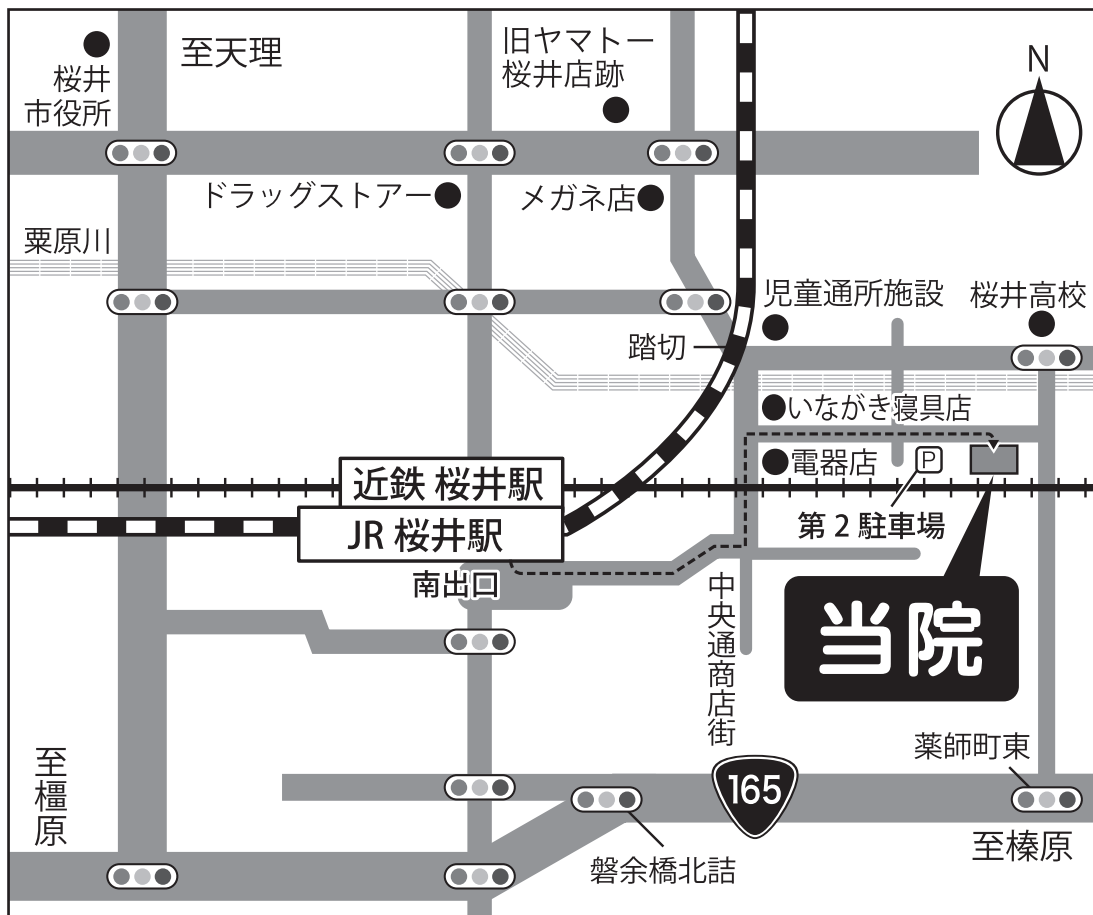 至天理
旧ヤマトー
桜井店跡
N
桜井
市役所
ドラッグストアー
メガネ店
粟原川
児童通所施設
桜井高校
踏切
いながき寝具店
電器店
P
近鉄 桜井駅
JR 桜井駅
第2駐車場
南出口
中央通商店街
当院
至橿原
薬師町東
165
至榛原
磐余橋北詰